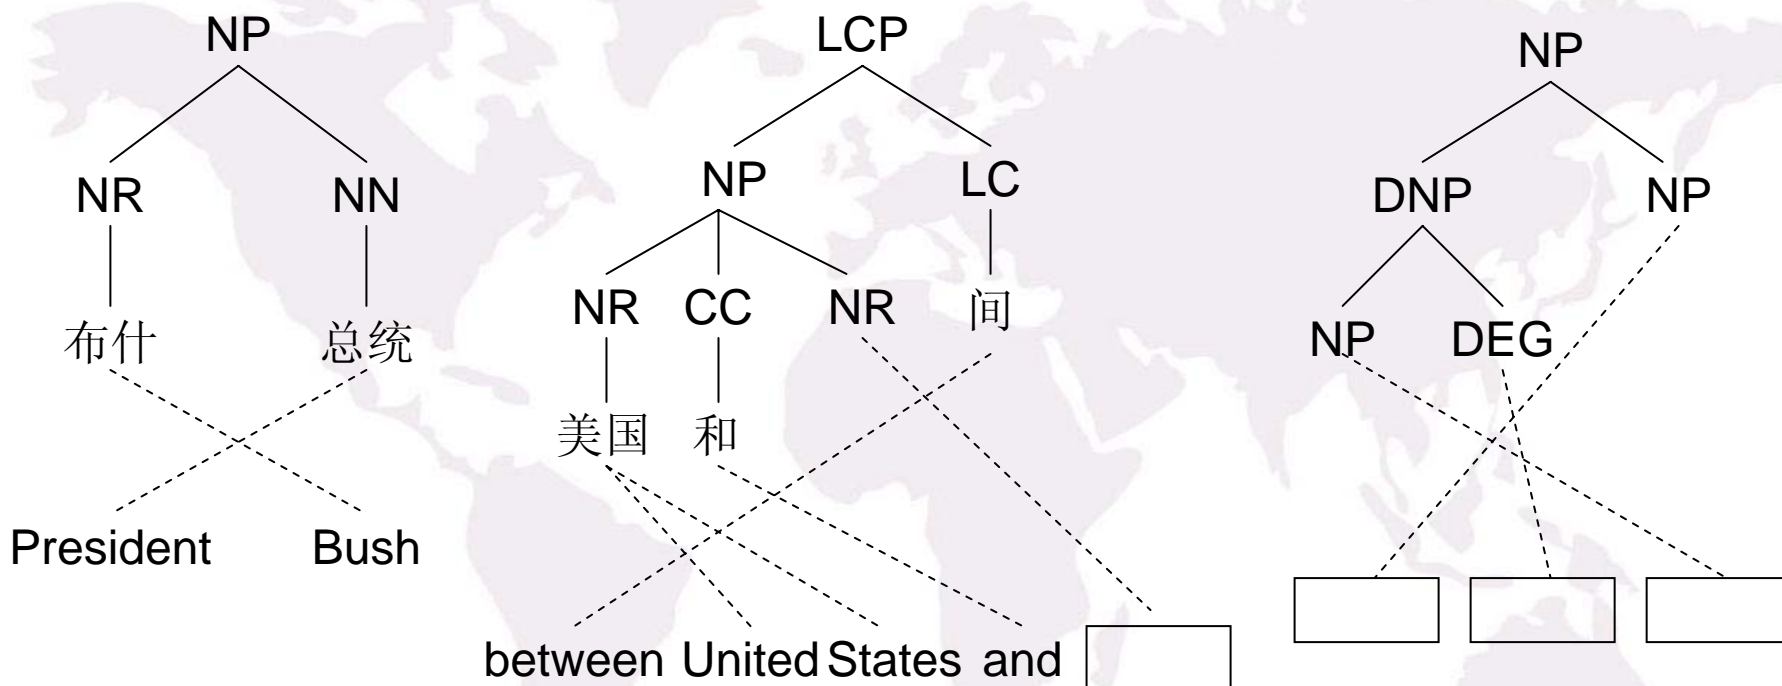 NP LCP NP
NR NN NP LC DNP NP
布什 总统 NR CC NR 间 NP DEG
美国 和
President Bush
between United States and